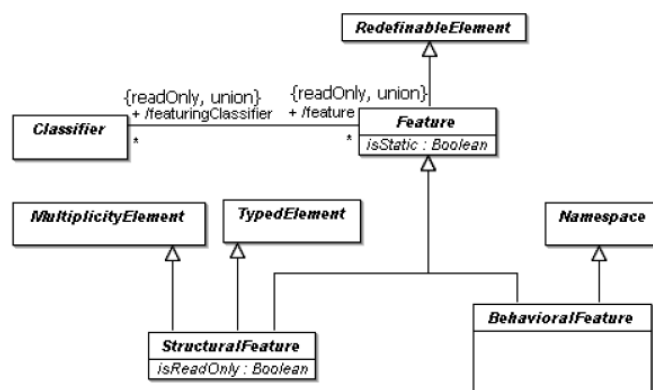 RedefinableElement
{readOnly, union}
{readOnly, union}
+ /featuringClassifier
+ /feature
Classifier
*
*
Feature
isStatic : Boolean
MultiplicityElement
TypedElement
Namespace
StructuralFeature
isReadOnly : Boolean
BehavioralFeature